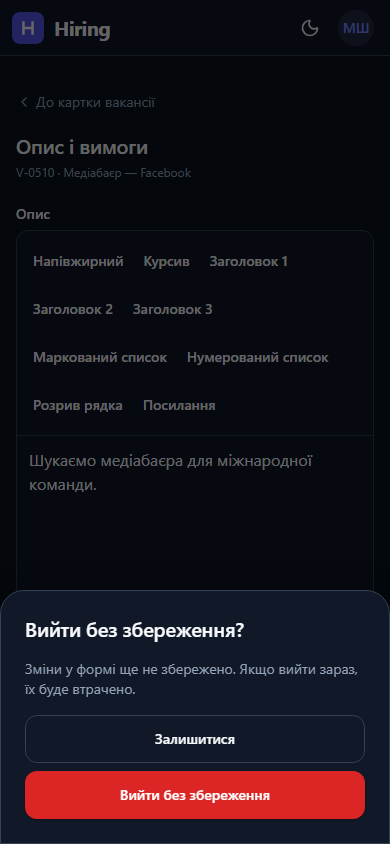 H Hiring МШ
До картки вакансії
Опис і вимоги
V-0510 · Медіабаєр — Facebook
Опис
Напівжирний Курсив Заголовок 1
Заголовок 2 Заголовок 3
Маркований список Нумерований список
Розрив рядка Посилання
Шукаємо медіабаєра для міжнародної
команди.
Вийти без збереження?
Зміни у формі ще не збережено. Якщо вийти зараз,
їх буде втрачено.
Залишитися
Вийти без збереження